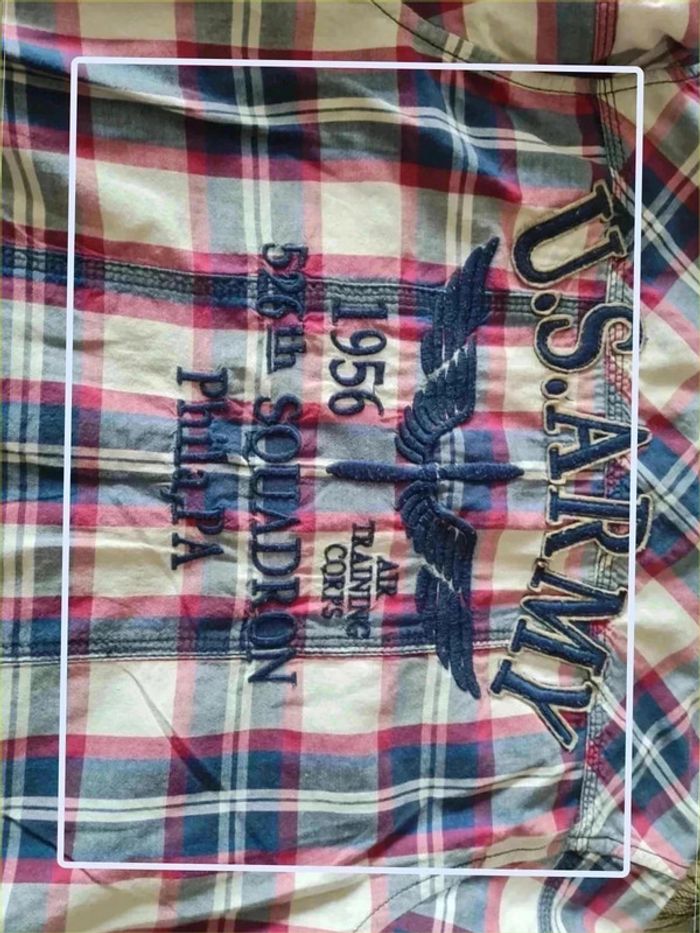 U.S.ARMY
1956
AIR
TRAINING
CORPS
526th SQUADRON
Phila,PA